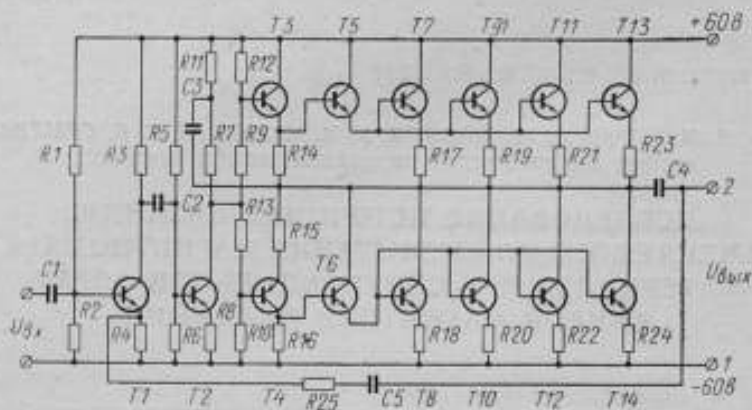 T3 T5 T7 T91 T11 T13 +60В
R11 R12
C3
R1 R3 R5 R7 R9 R14 R17 R19 R21 R23 C4
C2 2
R13
R15
C1 T6 Uвых
R2 R8
Uвх R4 R6 R10 R16 R18 R20 R22 R24
1
T1 T2 T4 R25 C5 T8 T10 T12 T14 -60В